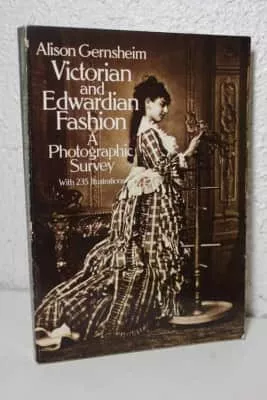 Alison Gernsheim
Victorian
and
Edwardian
Fashion
A
Photographic
Survey
With 235 Illustrations